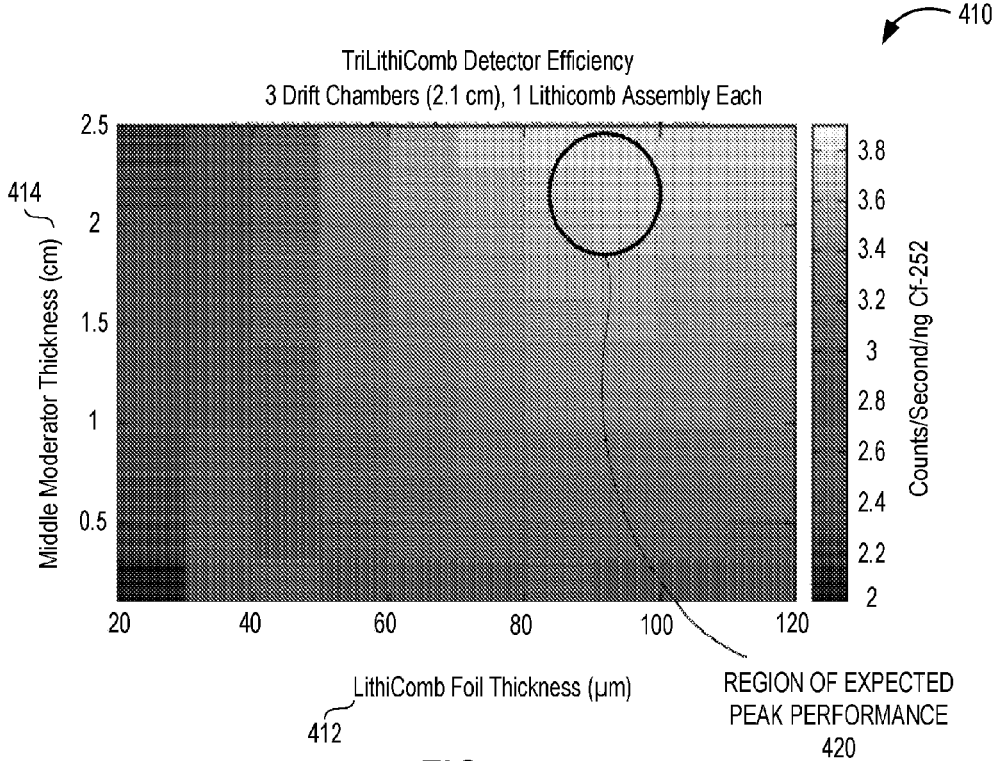 410
TriLithiComb Detector Efficiency
3 Drift Chambers (2.1 cm), 1 Lithicomb Assembly Each
414
Middle Moderator Thickness (cm)
2.5
2
1.5
1
0.5
20 40 60 80 100 120
LithiComb Foil Thickness (µm)
412
3.8
3.6
3.4
3.2
3
2.8
2.6
2.4
2.2
2
Counts/Second/ng Cf-252
REGION OF EXPECTED
PEAK PERFORMANCE
420